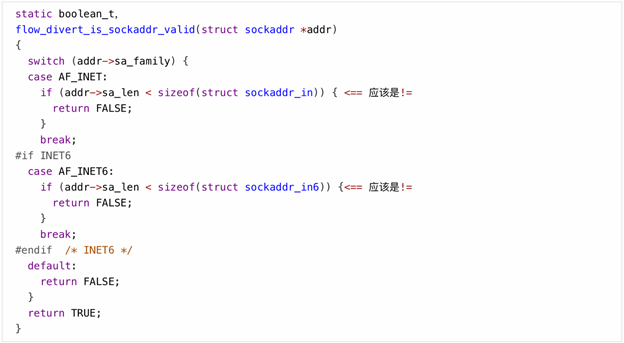 static boolean_t,
flow_divert_is_sockaddr_valid(struct sockaddr *addr)
{
  switch (addr->sa_family) {
  case AF_INET:
    if (addr->sa_len < sizeof(struct sockaddr_in)) { <== 应该是!=
      return FALSE;
    }
    break;
#if INET6
  case AF_INET6:
    if (addr->sa_len < sizeof(struct sockaddr_in6)) {<== 应该是!=
      return FALSE;
    }
    break;
#endif  /* INET6 */
  default:
    return FALSE;
  }
  return TRUE;
}